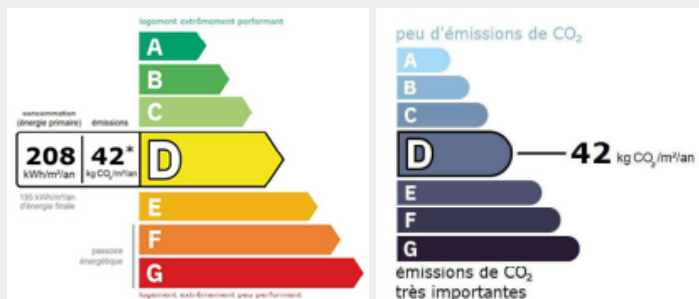 logement extrêmement performant
A
B
C
consommation
(énergie primaire)
émissions
208
kWh/m²/an
42*
kg CO₂/m²/an
D
195 kWh/m²/an
d'énergie finale
E
passoire
énergétique
F
G
logement extrêmement peu performant
peu d'émissions de CO₂
A
B
C
D
42 kg CO₂/m²/an
E
F
G
émissions de CO₂
très importantes